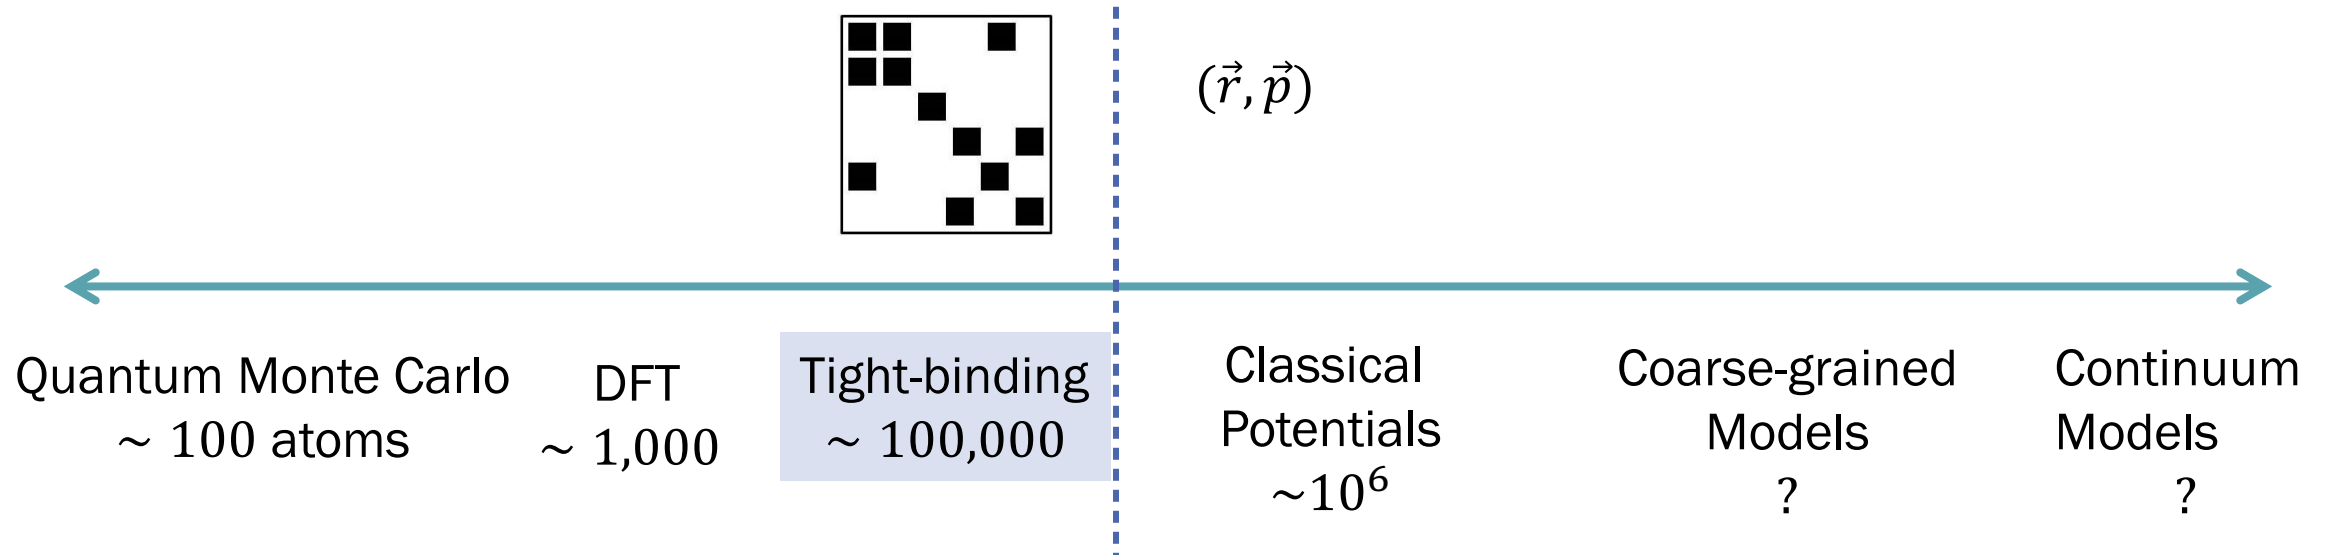 (r⃗, p⃗)
Quantum Monte Carlo
~ 100 atoms
DFT
~ 1,000
Tight-binding
~ 100,000
Classical
Potentials
~10⁶
Coarse-grained
Models
?
Continuum
Models
?